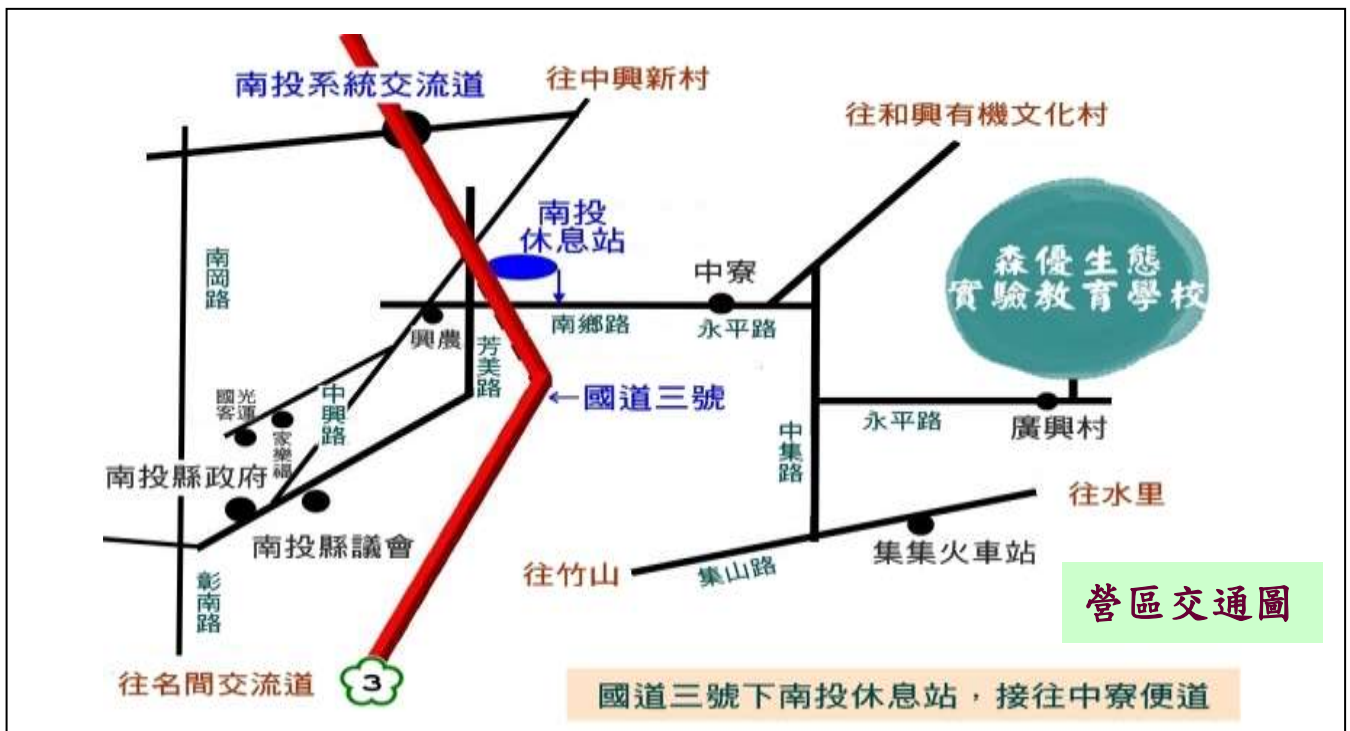 南投系統交流道
往中興新村
往和興有機文化村
南投
休息站
森優生態
實驗教育學校
南岡路
中寮
興農
芳美路
南鄉路
永平路
國道三號
國光
客運
家樂福
中興路
中集路
永平路
廣興村
南投縣政府
往水里
南投縣議會
往竹山
集山路
集集火車站
彰南路
營區交通圖
往名間交流道
3
國道三號下南投休息站，接往中寮便道